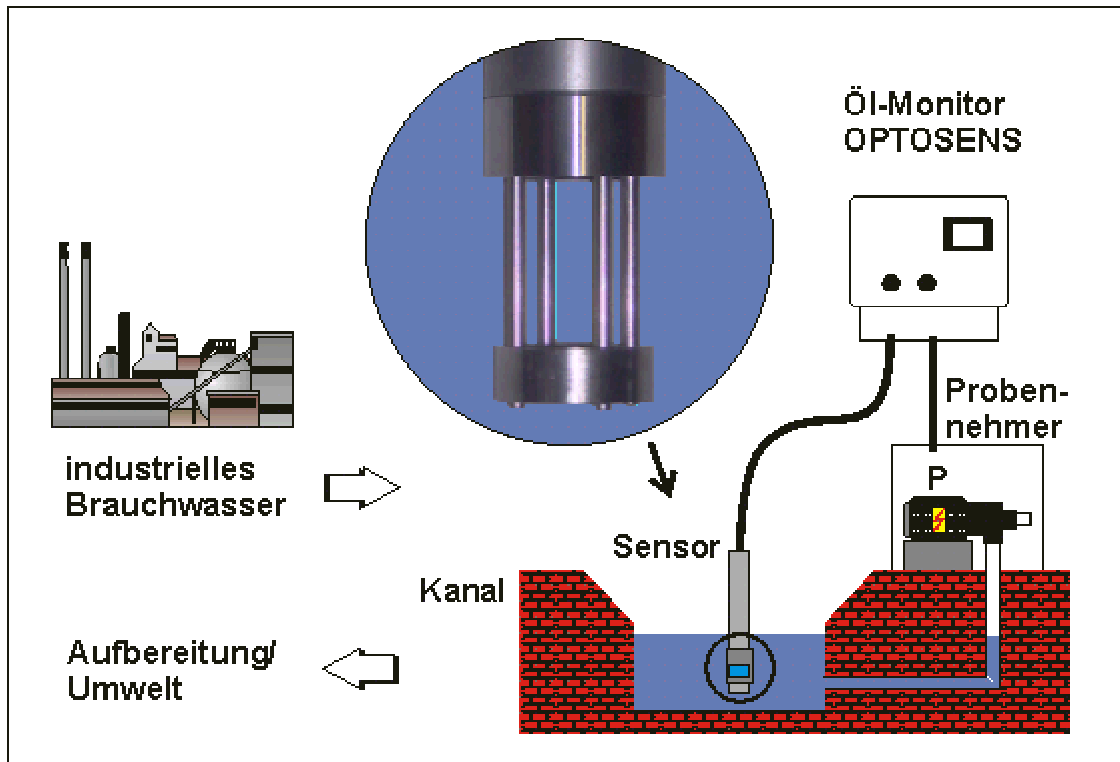 Öl-Monitor
OPTOSENS
Proben-
nehmer
P
industrielles
Brauchwasser
Sensor
Kanal
Aufbereitung/
Umwelt